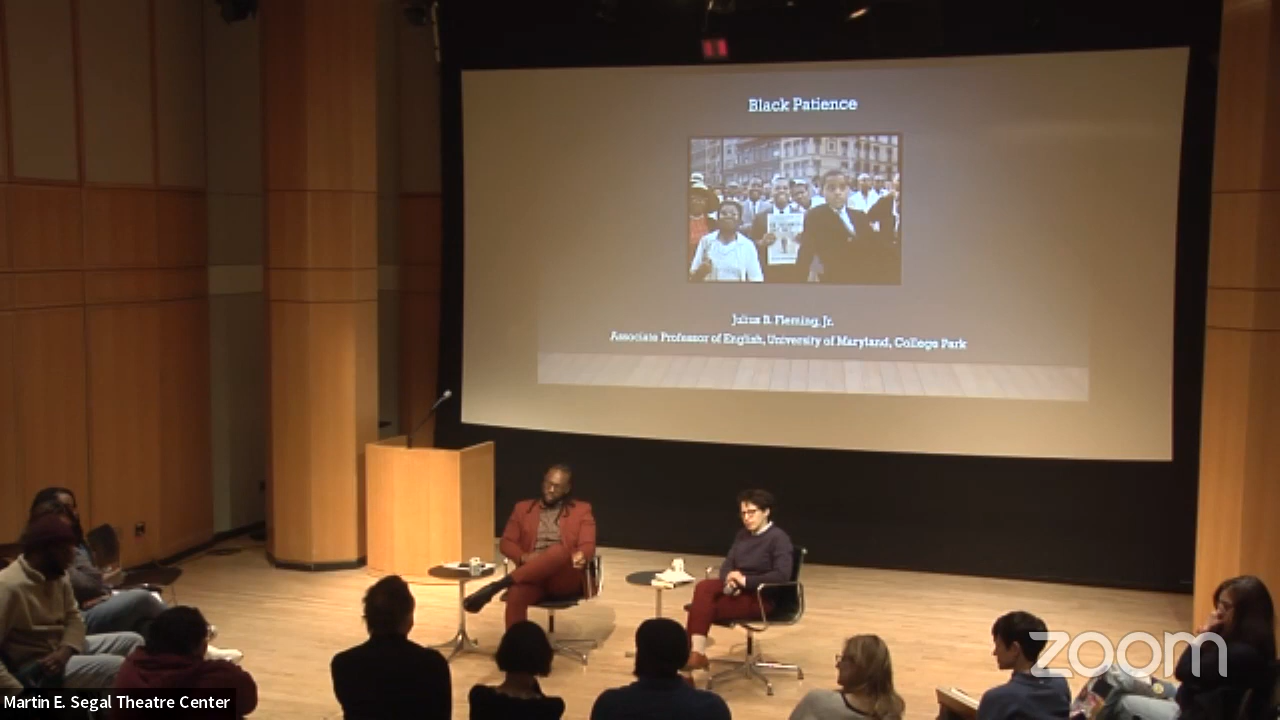 Black Patience
Julius B. Fleming, Jr.
Associate Professor of English, University of Maryland, College Park
zoom
Martin E. Segal Theatre Center